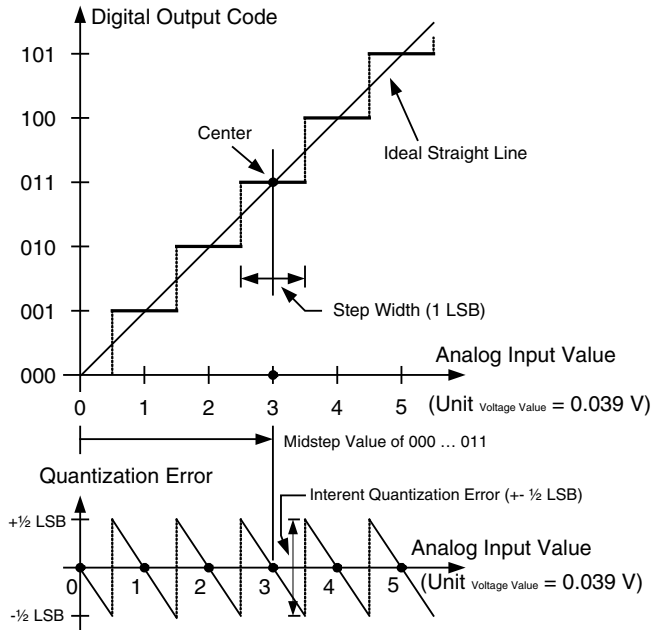 Digital Output Code
101
100
Center
Ideal Straight Line
011
010
001
Step Width (1 LSB)
000
Analog Input Value
0 1 2 3 4 5 (Unit Voltage Value = 0.039 V)
Midstep Value of 000 ... 011
Quantization Error
Interent Quantization Error (+- ½ LSB)
+½ LSB
Analog Input Value
0 1 2 3 4 5 (Unit Voltage Value = 0.039 V)
-½ LSB